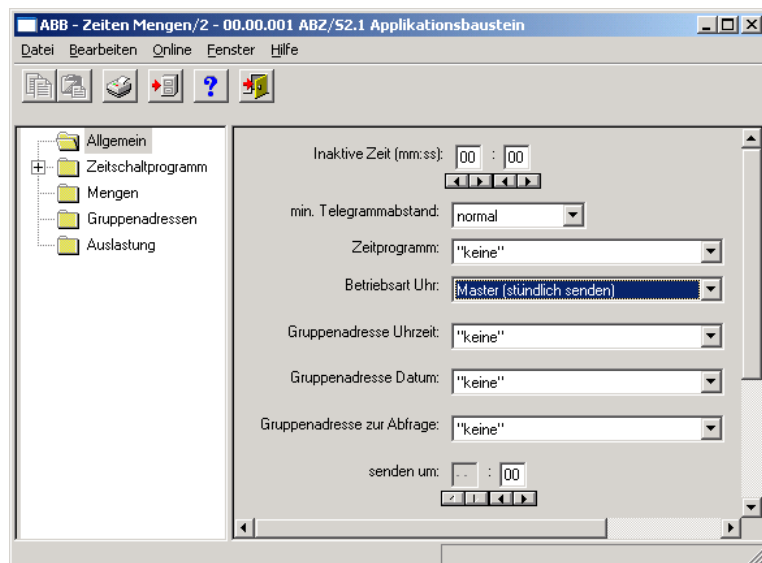 ABB - Zeiten Mengen/2 - 00.00.001 ABZ/S2.1 Applikationsbaustein
Datei Bearbeiten Online Fenster Hilfe
?
Allgemein
Zeitschaltprogramm
Mengen
Gruppenadressen
Auslastung
Inaktive Zeit (mm:ss): 00 : 00
min. Telegrammabstand: normal
Zeitprogramm: "keine"
Betriebsart Uhr: Master (stündlich senden)
Gruppenadresse Uhrzeit: "keine"
Gruppenadresse Datum: "keine"
Gruppenadresse zur Abfrage: "keine"
senden um: -- : 00